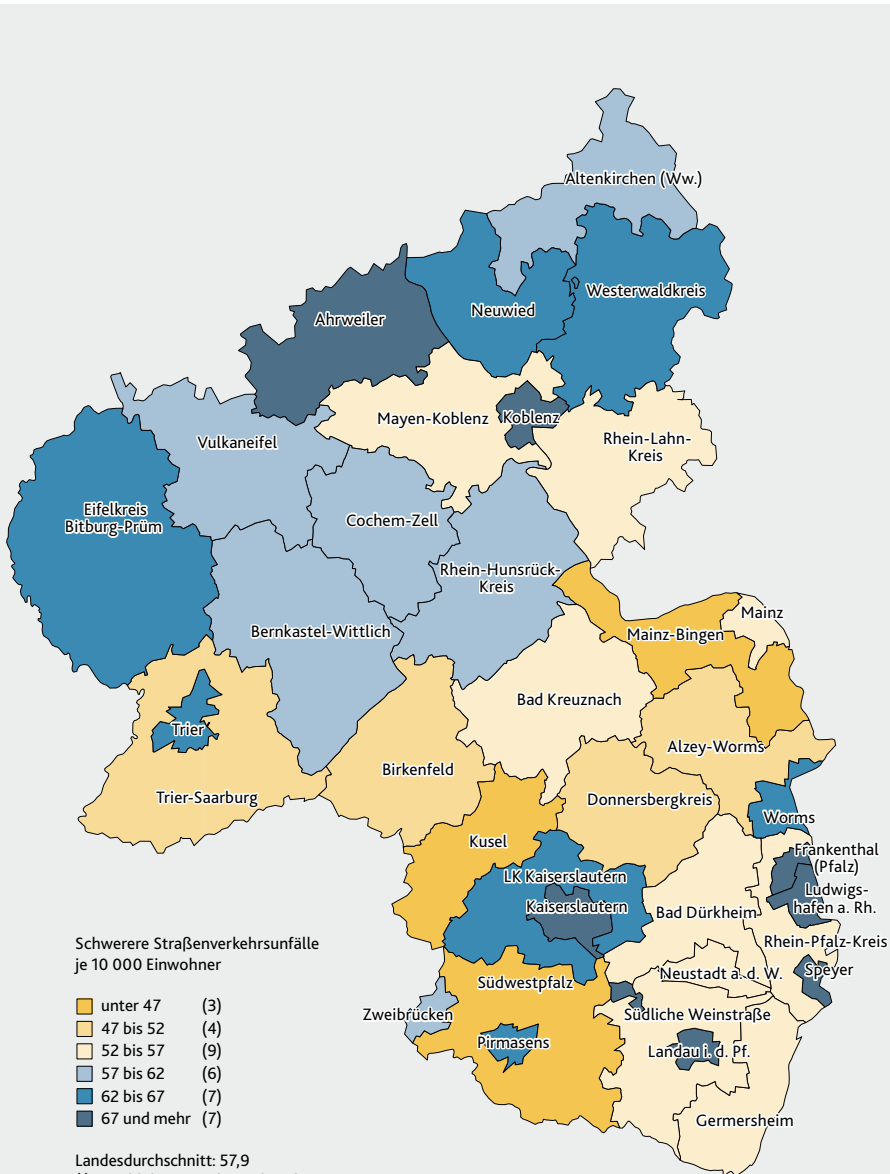 Altenkirchen (Ww.)
Westerwaldkreis
Neuwied
Ahrweiler
Mayen-Koblenz
Koblenz
Rhein-Lahn-
Kreis
Vulkaneifel
Eifelkreis
Bitburg-Prüm
Cochem-Zell
Rhein-Hunsrück-
Kreis
Bernkastel-Wittlich
Mainz
Mainz-Bingen
Bad Kreuznach
Trier
Alzey-Worms
Birkenfeld
Trier-Saarburg
Donnersbergkreis
Worms
Kusel
Frankenthal
(Pfalz)
LK Kaiserslautern
Ludwigs-
hafen a. Rh.
Kaiserslautern
Bad Dürkheim
Rhein-Pfalz-Kreis
Speyer
Neustadt a. d. W.
Südwestpfalz
Zweibrücken
Südliche Weinstraße
Pirmasens
Landau i. d. Pf.
Germersheim
Schwerere Straßenverkehrsunfälle
je 10 000 Einwohner
unter 47 (3)
47 bis 52 (4)
52 bis 57 (9)
57 bis 62 (6)
62 bis 67 (7)
67 und mehr (7)
Landesdurchschnitt: 57,9